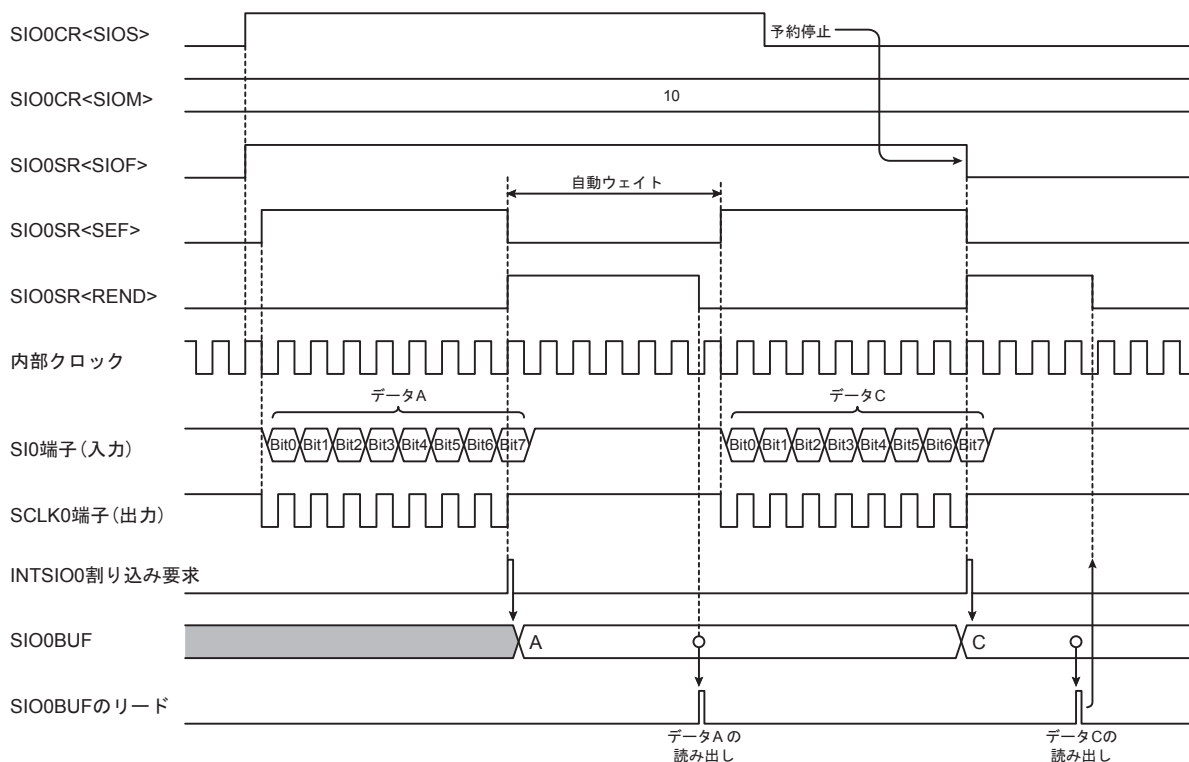 SIO0CR<SIOS>
予約停止
SIO0CR<SIOM>
10
SIO0SR<SIOF>
自動ウェイト
SIO0SR<SEF>
SIO0SR<REND>
内部クロック
データA
データC
SI0端子(入力)
Bit0 Bit1 Bit2 Bit3 Bit4 Bit5 Bit6 Bit7
Bit0 Bit1 Bit2 Bit3 Bit4 Bit5 Bit6 Bit7
SCLK0端子(出力)
INTSIO0割り込み要求
SIO0BUF
A
C
SIO0BUFのリード
データA の
読み出し
データCの
読み出し